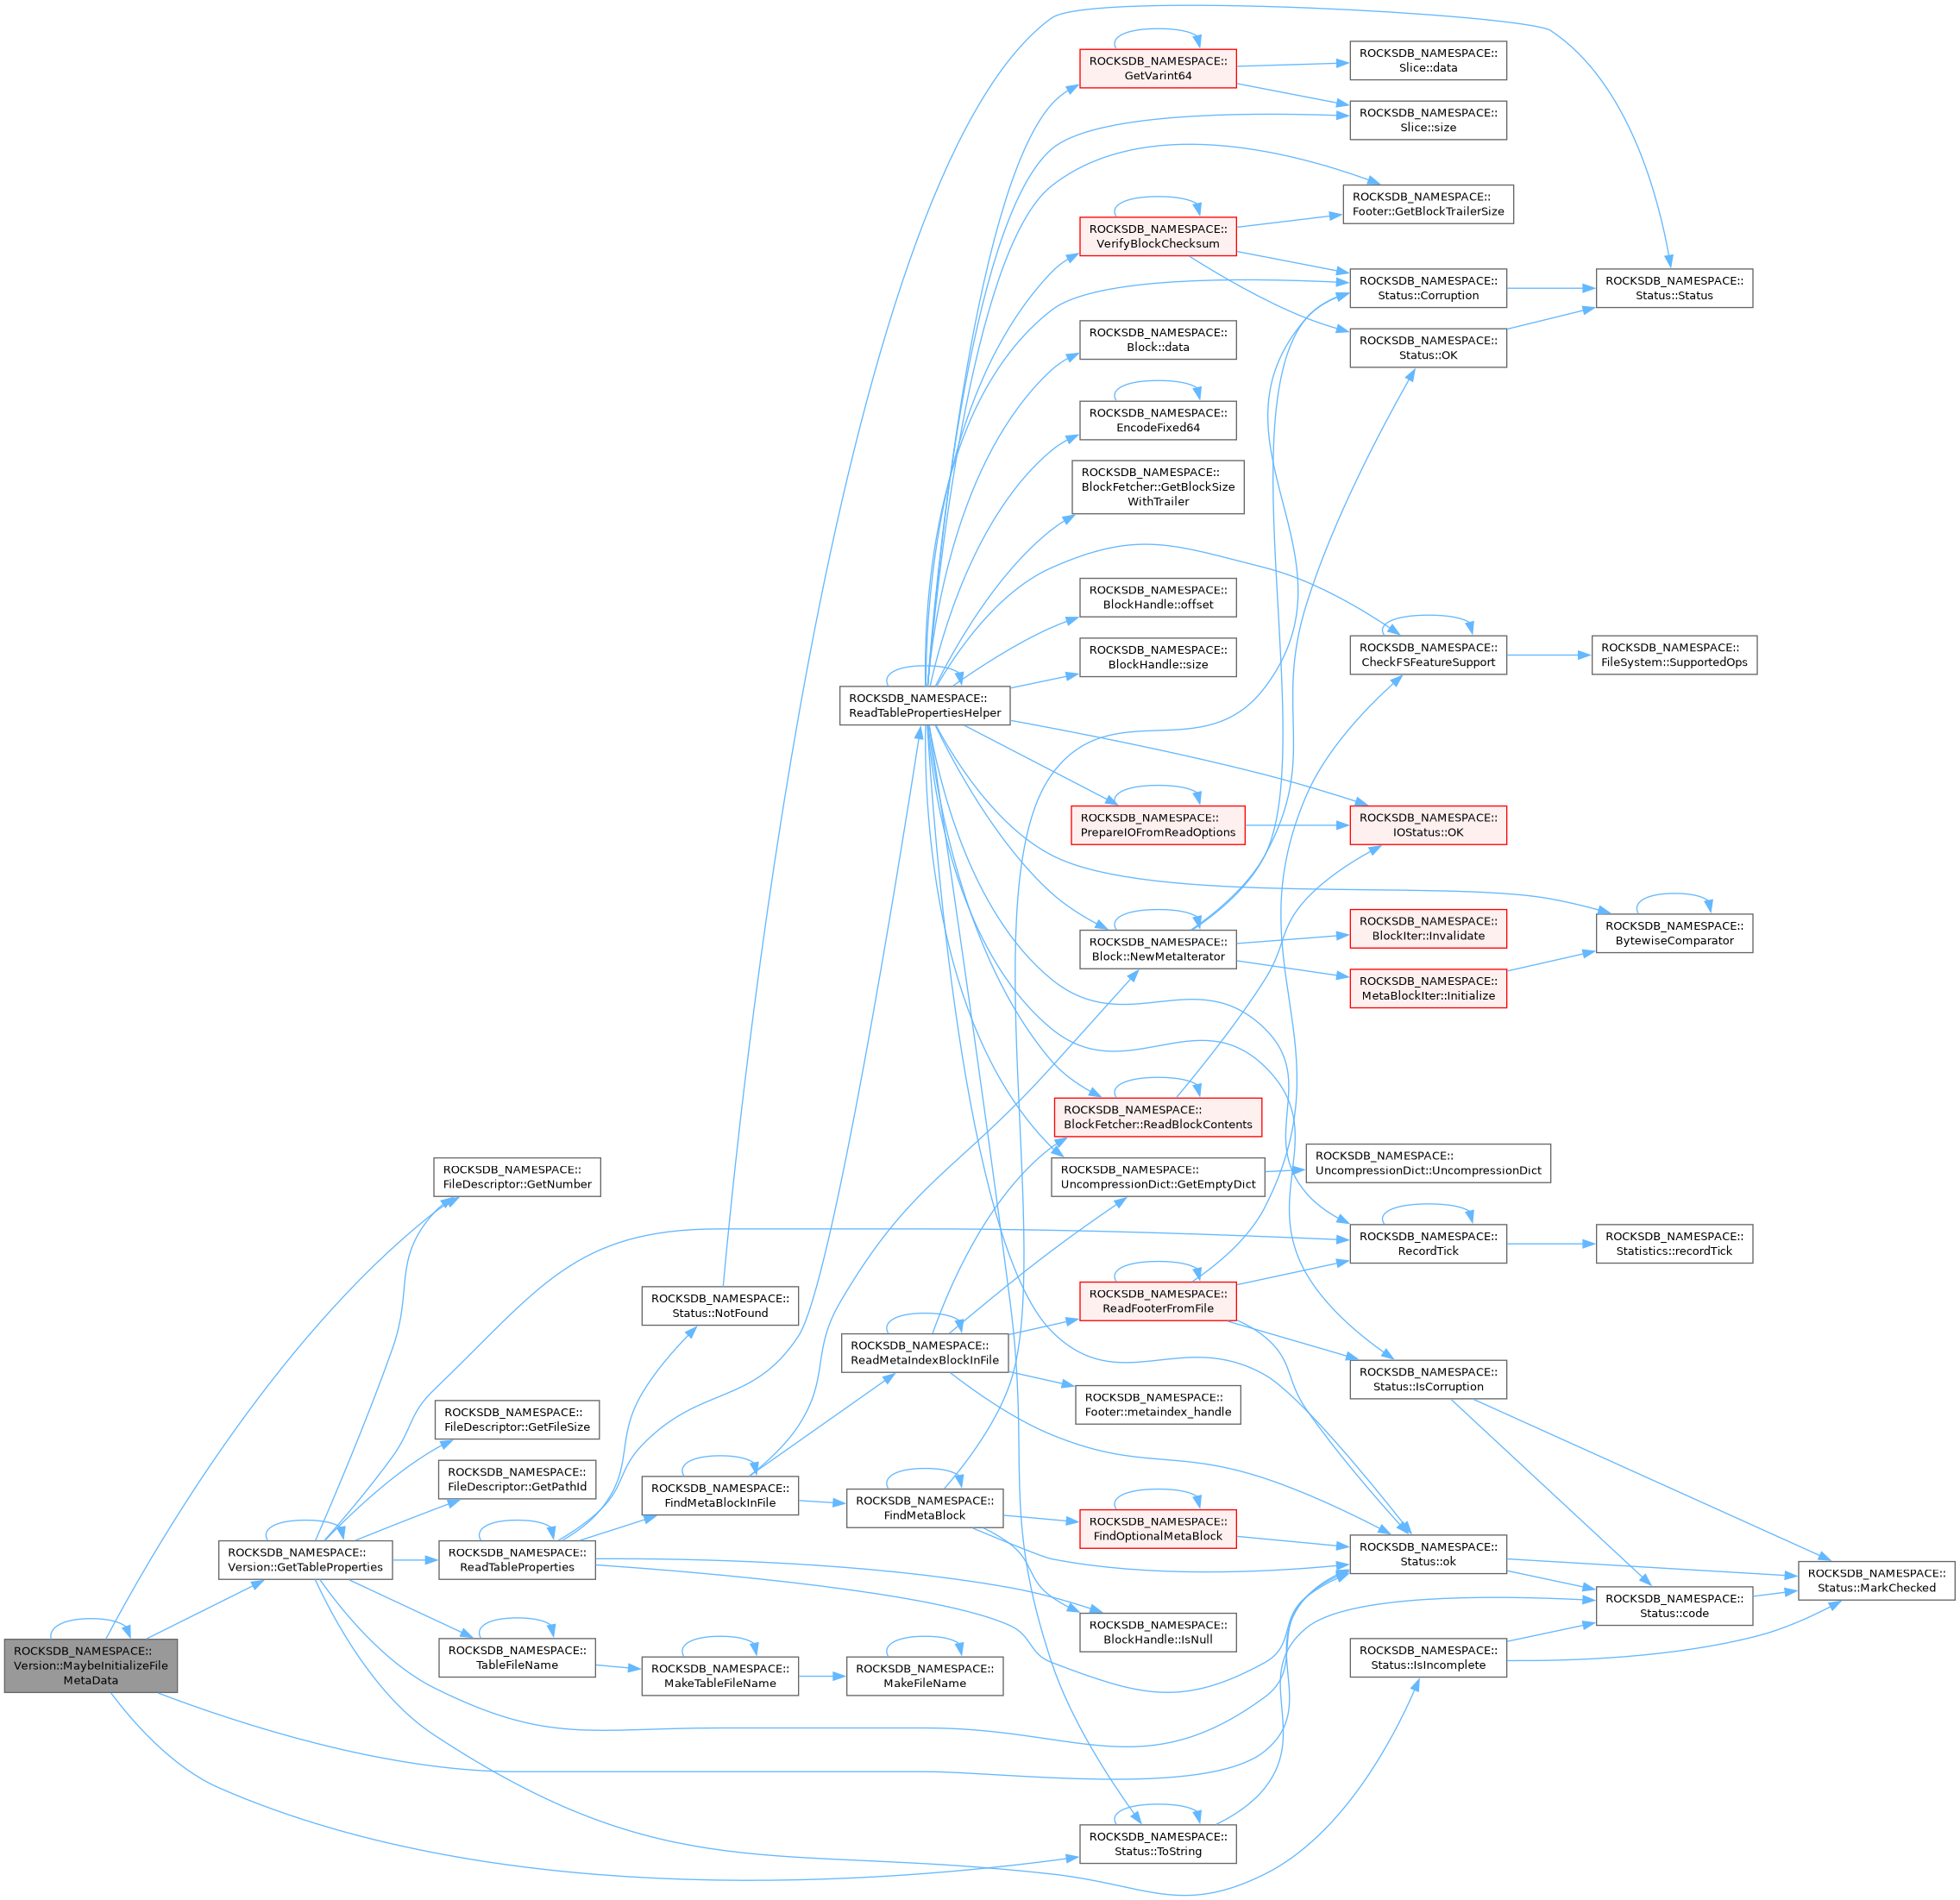 ROCKSDB_NAMESPACE::
GetVarint64
ROCKSDB_NAMESPACE::
Slice::data
ROCKSDB_NAMESPACE::
Slice::size
ROCKSDB_NAMESPACE::
Footer::GetBlockTrailerSize
ROCKSDB_NAMESPACE::
VerifyBlockChecksum
ROCKSDB_NAMESPACE::
Status::Corruption
ROCKSDB_NAMESPACE::
Status::Status
ROCKSDB_NAMESPACE::
Block::data
ROCKSDB_NAMESPACE::
Status::OK
ROCKSDB_NAMESPACE::
EncodeFixed64
ROCKSDB_NAMESPACE::
BlockFetcher::GetBlockSize
WithTrailer
ROCKSDB_NAMESPACE::
BlockHandle::offset
ROCKSDB_NAMESPACE::
CheckFSFeatureSupport
ROCKSDB_NAMESPACE::
FileSystem::SupportedOps
ROCKSDB_NAMESPACE::
BlockHandle::size
ROCKSDB_NAMESPACE::
ReadTablePropertiesHelper
ROCKSDB_NAMESPACE::
PrepareIOFromReadOptions
ROCKSDB_NAMESPACE::
IOStatus::OK
ROCKSDB_NAMESPACE::
Block::NewMetaIterator
ROCKSDB_NAMESPACE::
BlockIter::Invalidate
ROCKSDB_NAMESPACE::
BytewiseComparator
ROCKSDB_NAMESPACE::
MetaBlockIter::Initialize
ROCKSDB_NAMESPACE::
BlockFetcher::ReadBlockContents
ROCKSDB_NAMESPACE::
UncompressionDict::UncompressionDict
ROCKSDB_NAMESPACE::
FileDescriptor::GetNumber
ROCKSDB_NAMESPACE::
UncompressionDict::GetEmptyDict
ROCKSDB_NAMESPACE::
RecordTick
ROCKSDB_NAMESPACE::
Statistics::recordTick
ROCKSDB_NAMESPACE::
Status::NotFound
ROCKSDB_NAMESPACE::
ReadFooterFromFile
ROCKSDB_NAMESPACE::
ReadMetaIndexBlockInFile
ROCKSDB_NAMESPACE::
Status::IsCorruption
ROCKSDB_NAMESPACE::
Footer::metaindex_handle
ROCKSDB_NAMESPACE::
FileDescriptor::GetFileSize
ROCKSDB_NAMESPACE::
FileDescriptor::GetPathId
ROCKSDB_NAMESPACE::
FindMetaBlockInFile
ROCKSDB_NAMESPACE::
FindMetaBlock
ROCKSDB_NAMESPACE::
FindOptionalMetaBlock
ROCKSDB_NAMESPACE::
Version::GetTableProperties
ROCKSDB_NAMESPACE::
ReadTableProperties
ROCKSDB_NAMESPACE::
Status::ok
ROCKSDB_NAMESPACE::
Status::MarkChecked
ROCKSDB_NAMESPACE::
Status::code
ROCKSDB_NAMESPACE::
BlockHandle::IsNull
ROCKSDB_NAMESPACE::
Version::MaybeInitializeFile
MetaData
ROCKSDB_NAMESPACE::
TableFileName
ROCKSDB_NAMESPACE::
MakeTableFileName
ROCKSDB_NAMESPACE::
MakeFileName
ROCKSDB_NAMESPACE::
Status::IsIncomplete
ROCKSDB_NAMESPACE::
Status::ToString